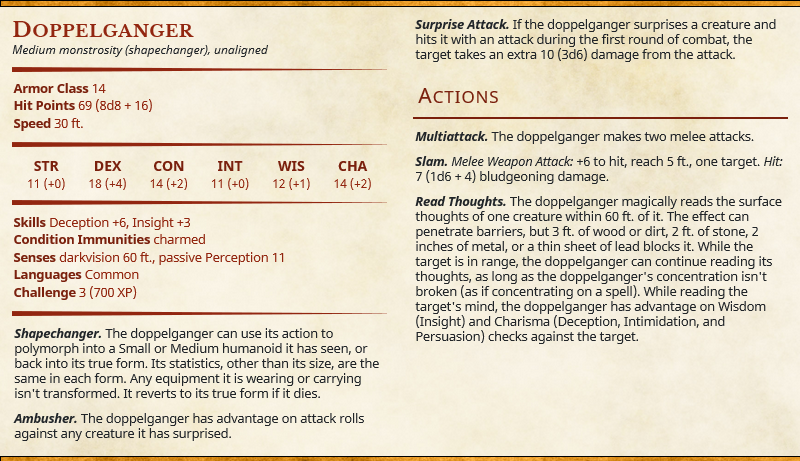 Doppelganger
Medium monstrosity (shapechanger), unaligned
Armor Class 14
Hit Points 69 (8d8 + 16)
Speed 30 ft.
STR DEX CON INT WIS CHA
11 (+0) 18 (+4) 14 (+2) 11 (+0) 12 (+1) 14 (+2)
Skills Deception +6, Insight +3
Condition Immunities charmed
Senses darkvision 60 ft., passive Perception 11
Languages Common
Challenge 3 (700 XP)
Shapechanger. The doppelganger can use its action to
polymorph into a Small or Medium humanoid it has seen, or
back into its true form. Its statistics, other than its size, are the
same in each form. Any equipment it is wearing or carrying
isn't transformed. It reverts to its true form if it dies.
Ambusher. The doppelganger has advantage on attack rolls
against any creature it has surprised.
Surprise Attack. If the doppelganger surprises a creature and
hits it with an attack during the first round of combat, the
target takes an extra 10 (3d6) damage from the attack.
Actions
Multiattack. The doppelganger makes two melee attacks.
Slam. Melee Weapon Attack: +6 to hit, reach 5 ft., one target. Hit:
7 (1d6 + 4) bludgeoning damage.
Read Thoughts. The doppelganger magically reads the surface
thoughts of one creature within 60 ft. of it. The effect can
penetrate barriers, but 3 ft. of wood or dirt, 2 ft. of stone, 2
inches of metal, or a thin sheet of lead blocks it. While the
target is in range, the doppelganger can continue reading its
thoughts, as long as the doppelganger's concentration isn't
broken (as if concentrating on a spell). While reading the
target's mind, the doppelganger has advantage on Wisdom
(Insight) and Charisma (Deception, Intimidation, and
Persuasion) checks against the target.